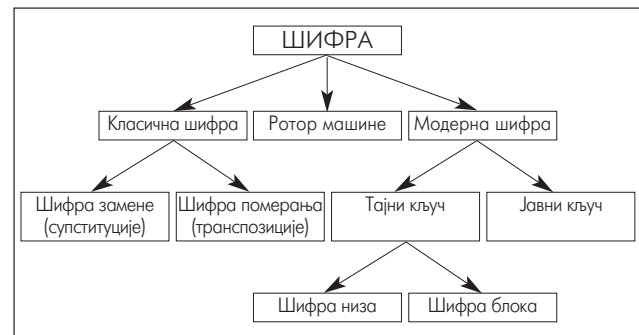 ШИФРА
Класична шифра
Ротор машине
Модерна шифра
Шифра замене
(супституције)
Шифра померања
(транспозиције)
Тајни кључ
Јавни кључ
Шифра низа
Шифра блока